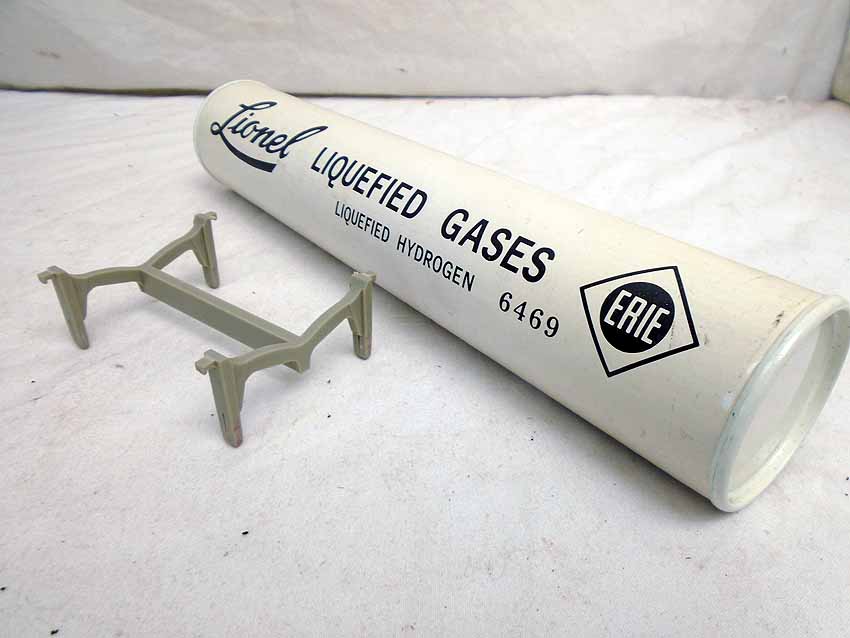 Lionel LIQUEFIED GASES
LIQUEFIED HYDROGEN 6469
ERIE